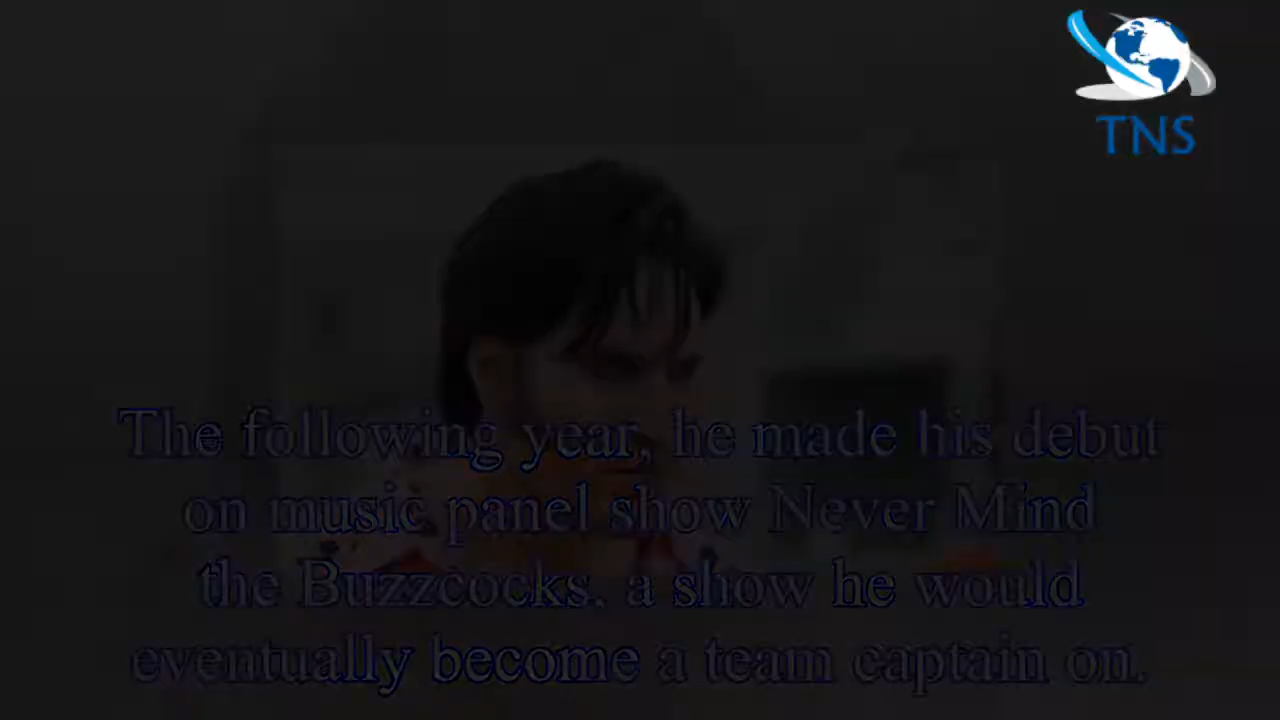 TNS
The following year, he made his debut
on music panel show Never Mind
the Buzzcocks, a show he would
eventually become a team captain on.